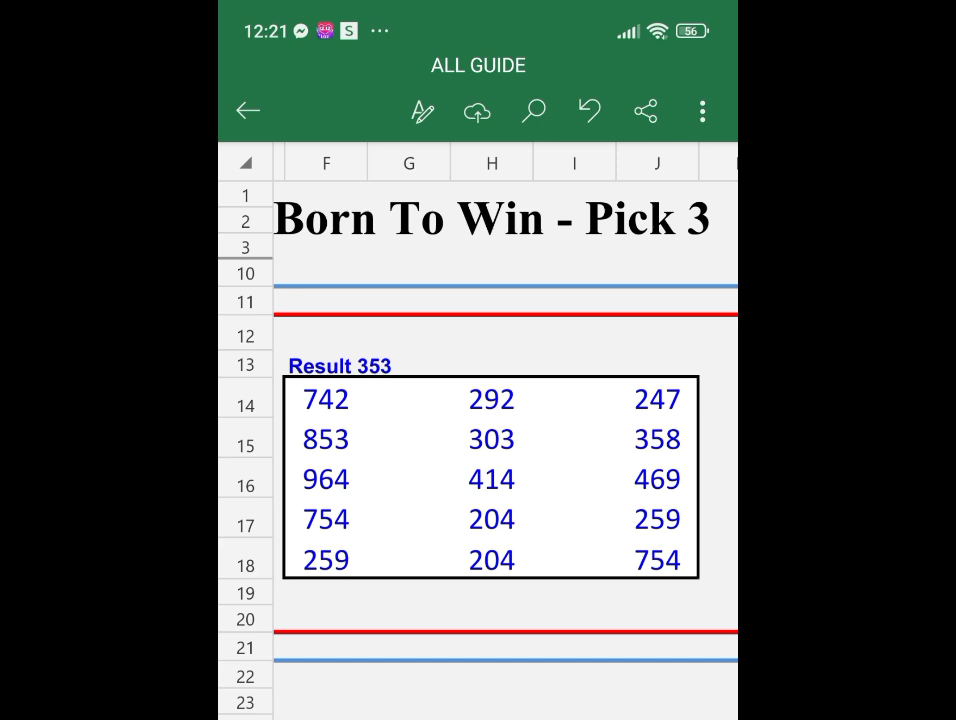 12:21 S ... 56
ALL GUIDE
F G H I J
1
2 Born To Win - Pick 3
3
10
11
12
13 Result 353
14 742 292 247
15 853 303 358
16 964 414 469
17 754 204 259
18 259 204 754
19
20
21
22
23